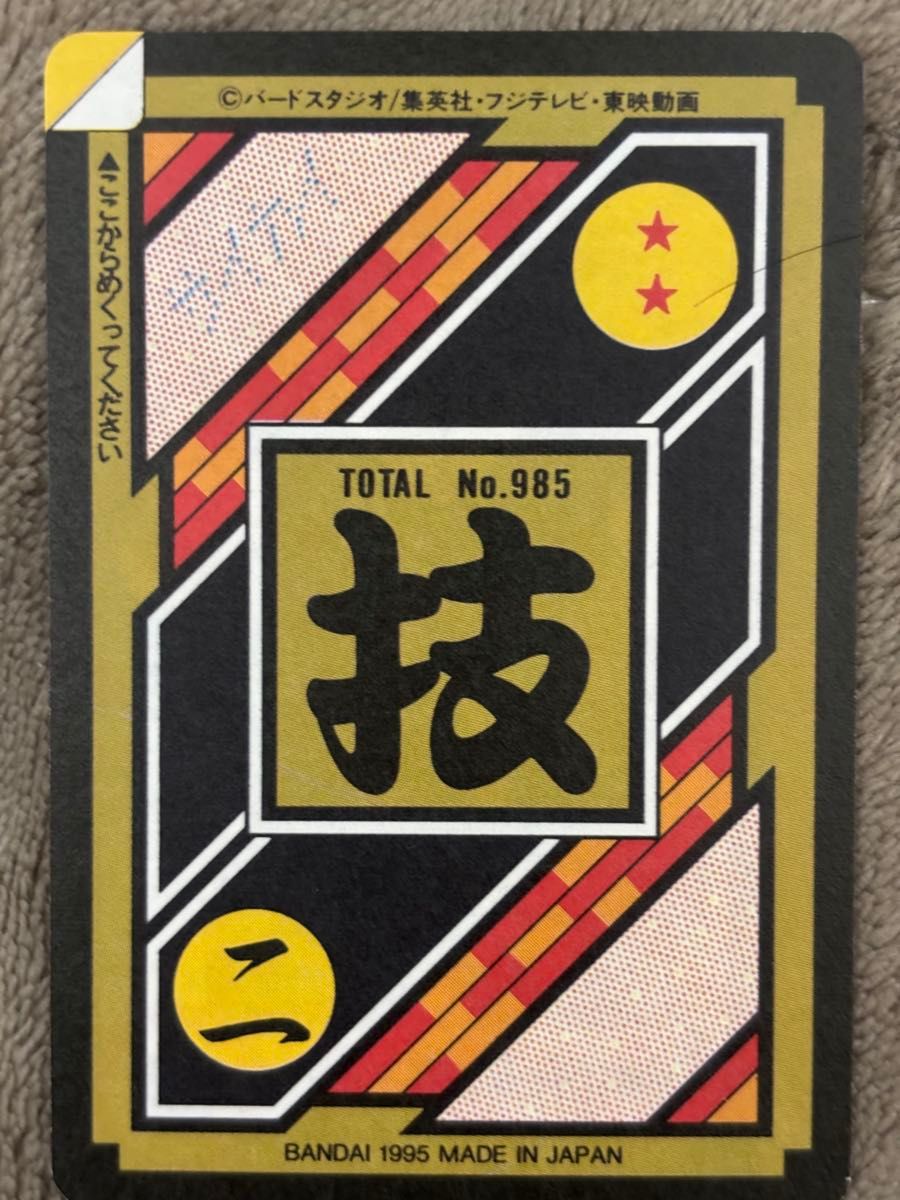 ©バードスタジオ/集英社・フジテレビ・東映動画
▲ここからめくってください
TOTAL No.985
技
二
BANDAI 1995 MADE IN JAPAN